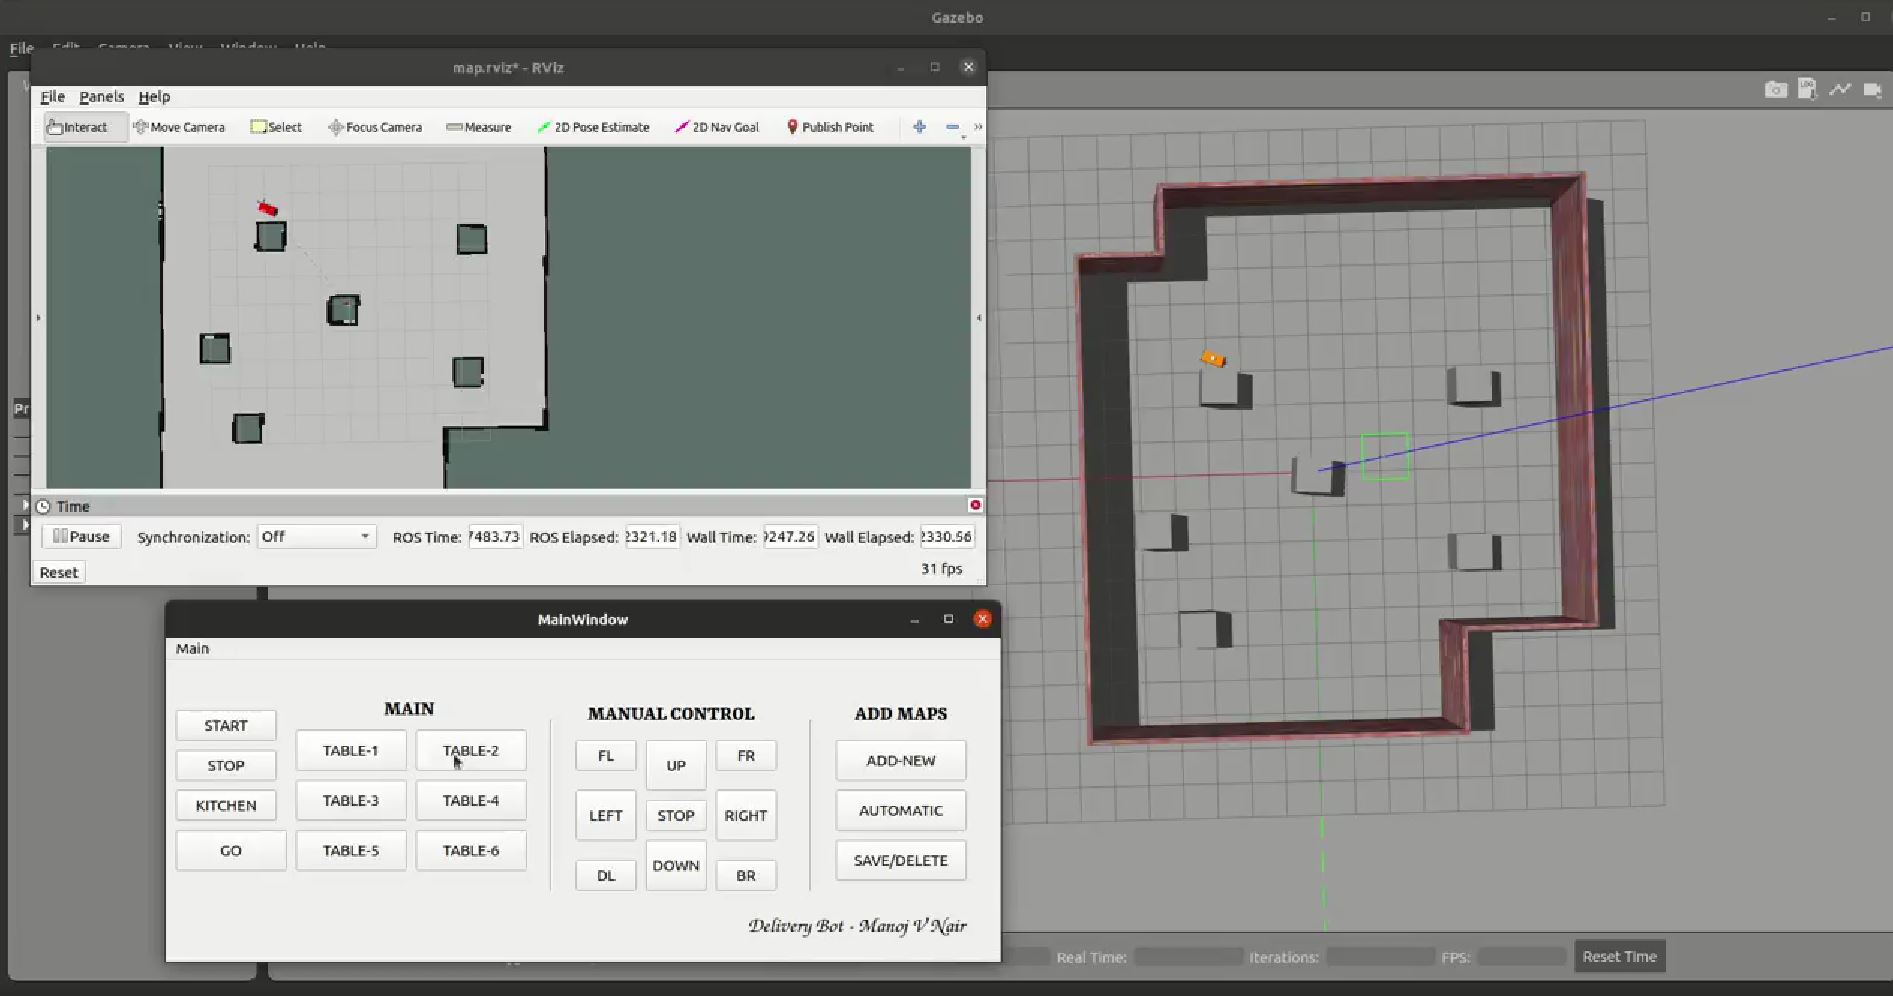 Gazebo
File Edit Camera View Window Help
map.rviz* - RViz
File Panels Help
Interact Move Camera Select Focus Camera Measure 2D Pose Estimate 2D Nav Goal Publish Point »
Time
Pause Synchronization: Off ROS Time: 7483.73 ROS Elapsed: 2321.18 Wall Time: 9247.26 Wall Elapsed: 2330.56
Reset 31 fps
Pr
MainWindow
Main
MAIN
MANUAL CONTROL
ADD MAPS
START
STOP
KITCHEN
GO
TABLE-1 TABLE-2
TABLE-3 TABLE-4
TABLE-5 TABLE-6
FL UP FR
LEFT STOP RIGHT
DL DOWN BR
ADD-NEW
AUTOMATIC
SAVE/DELETE
Delivery Bot - Manoj V Nair
Real Time: Iterations: FPS: Reset Time